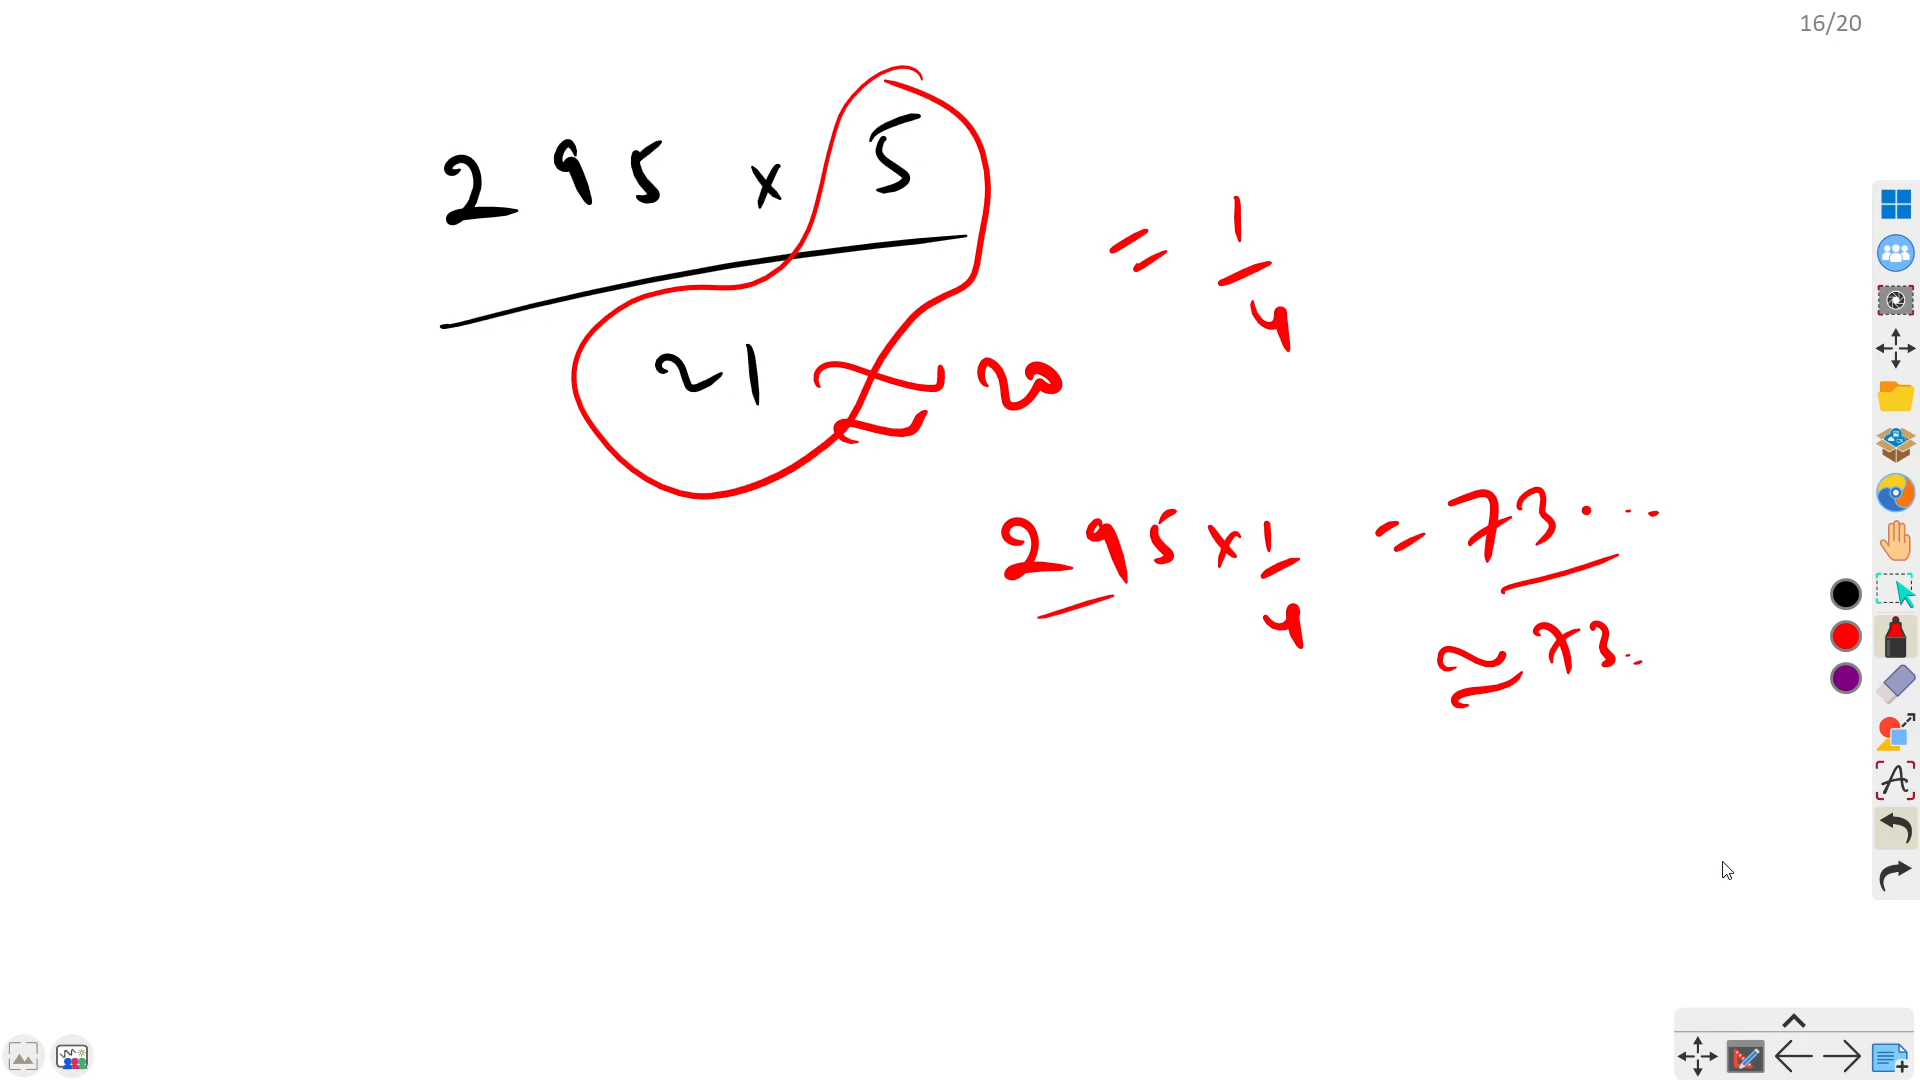 16/20
295 × 5
= 1/4
21 ≈ 20
295 × 1/4 = 73. ...
≅ 73..